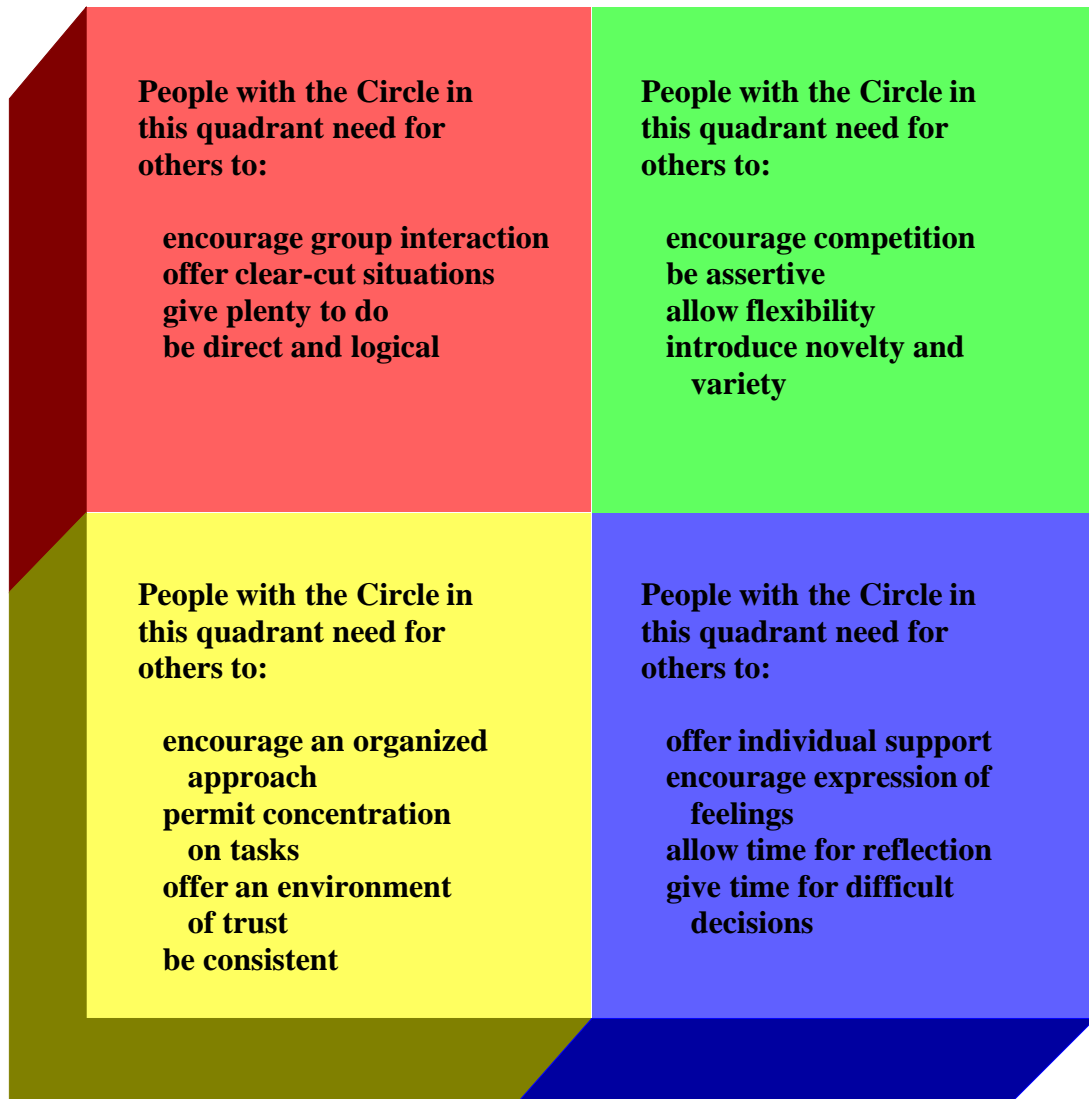 People with the Circle in
this quadrant need for
others to:
encourage group interaction
offer clear-cut situations
give plenty to do
be direct and logical
People with the Circle in
this quadrant need for
others to:
encourage competition
be assertive
allow flexibility
introduce novelty and
variety
People with the Circle in
this quadrant need for
others to:
encourage an organized
approach
permit concentration
on tasks
offer an environment
of trust
be consistent
People with the Circle in
this quadrant need for
others to:
offer individual support
encourage expression of
feelings
allow time for reflection
give time for difficult
decisions